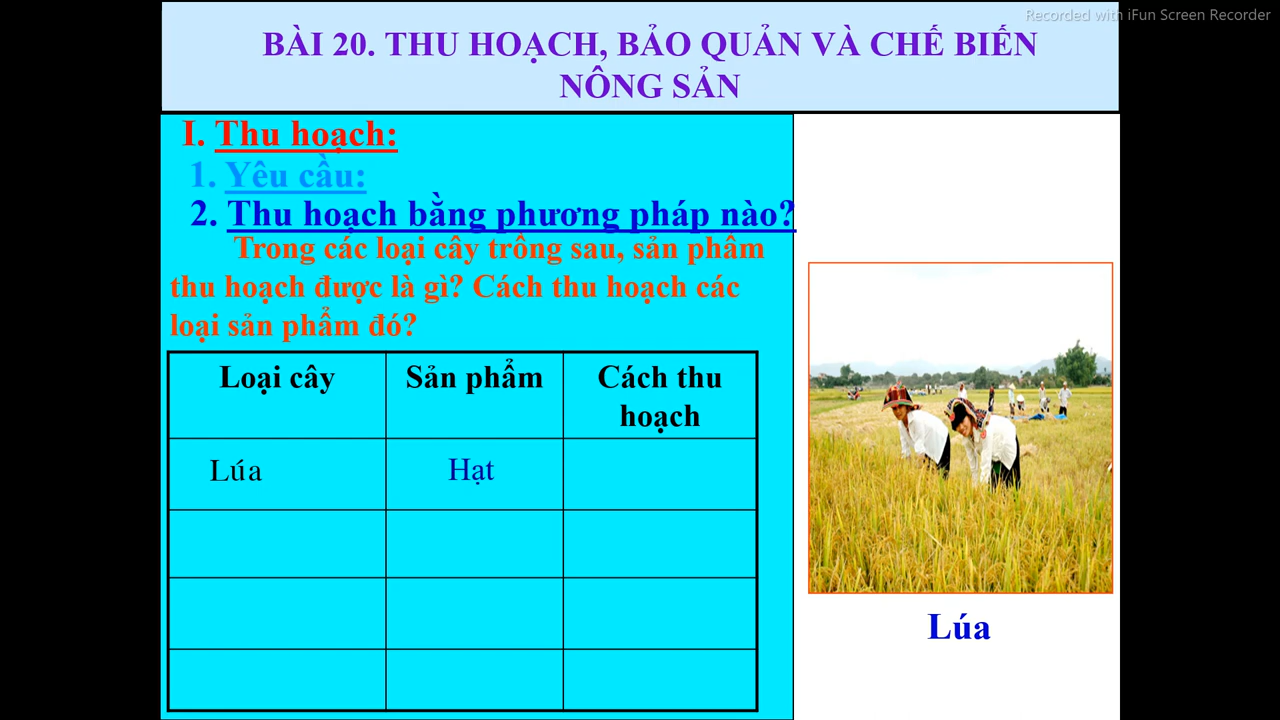 Recorded with iFun Screen Recorder
BÀI 20. THU HOẠCH, BẢO QUẢN VÀ CHẾ BIẾN
NÔNG SẢN
I. Thu hoạch:
1. Yêu cầu:
2. Thu hoạch bằng phương pháp nào?
Trong các loại cây trồng sau, sản phẩm
thu hoạch được là gì? Cách thu hoạch các
loại sản phẩm đó?
Loại cây Sản phẩm Cách thu
hoạch
Lúa Hạt
Lúa